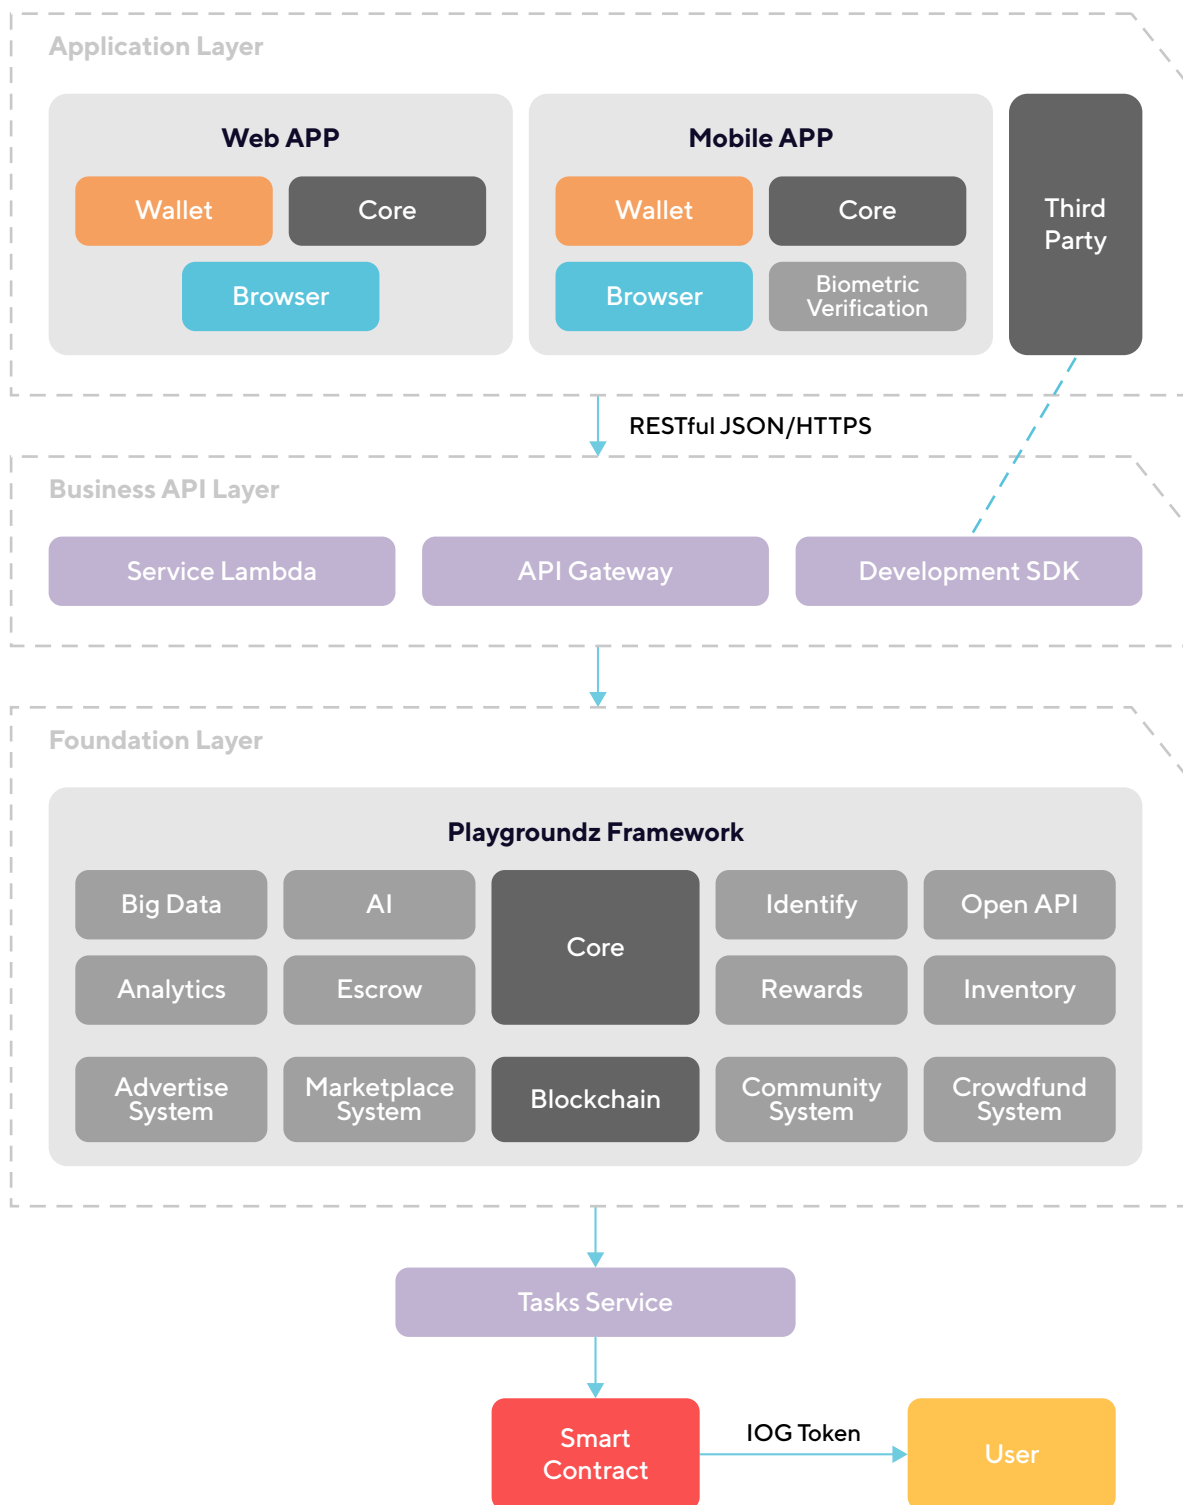 Application Layer
Web APP
Wallet
Core
Browser
Mobile APP
Wallet
Core
Browser
Biometric
Verification
Third
Party
RESTful JSON/HTTPS
Business API Layer
Service Lambda
API Gateway
Development SDK
Foundation Layer
Playgroundz Framework
Big Data
AI
Core
Identify
Open API
Analytics
Escrow
Rewards
Inventory
Advertise
System
Marketplace
System
Blockchain
Community
System
Crowdfund
System
Tasks Service
Smart
Contract
IOG Token
User